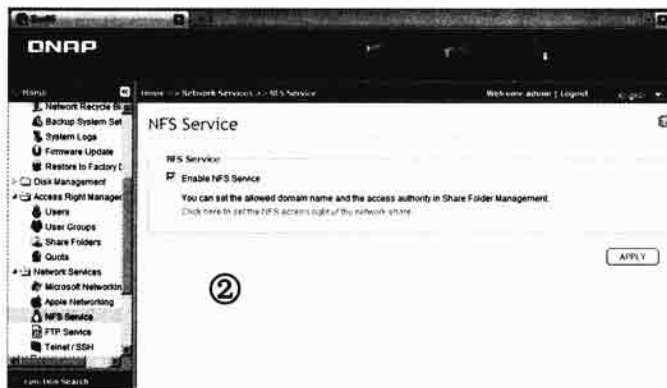 QNAP
Home
Home >> Network Services >> NFS Service
Welcome admin | Logout
English
Network Recycle Bi
Backup System Set
System Logs
Firmware Update
Restore to Factory D
Disk Management
Access Right Manager
Users
User Groups
Share Folders
Quota
Network Services
Microsoft Networkin
Apple Networking
NFS Service
FTP Service
Telnet / SSH
Function Search
NFS Service
NFS Service
Enable NFS Service
You can set the allowed domain name and the access authority in Share Folder Management.
Click here to set the NFS access right of the network share.
APPLY
②